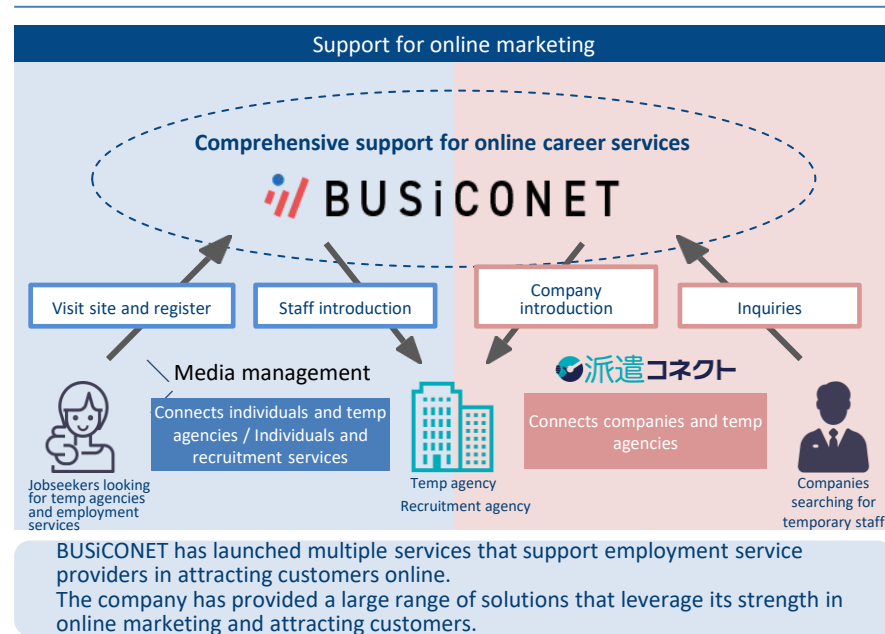 Support for online marketing
Comprehensive support for online career services
BUSiCONET
Visit site and register
Staff introduction
Company
introduction
Inquiries
Media management
Connects individuals and temp
agencies / Individuals and
recruitment services
派遣コネクト
Connects companies and temp
agencies
Jobseekers looking
for temp agencies
and employment
services
Temp agency
Recruitment agency
Companies
searching for
temporary staff
BUSiCONET has launched multiple services that support employment service
providers in attracting customers online.
The company has provided a large range of solutions that leverage its strength in
online marketing and attracting customers.